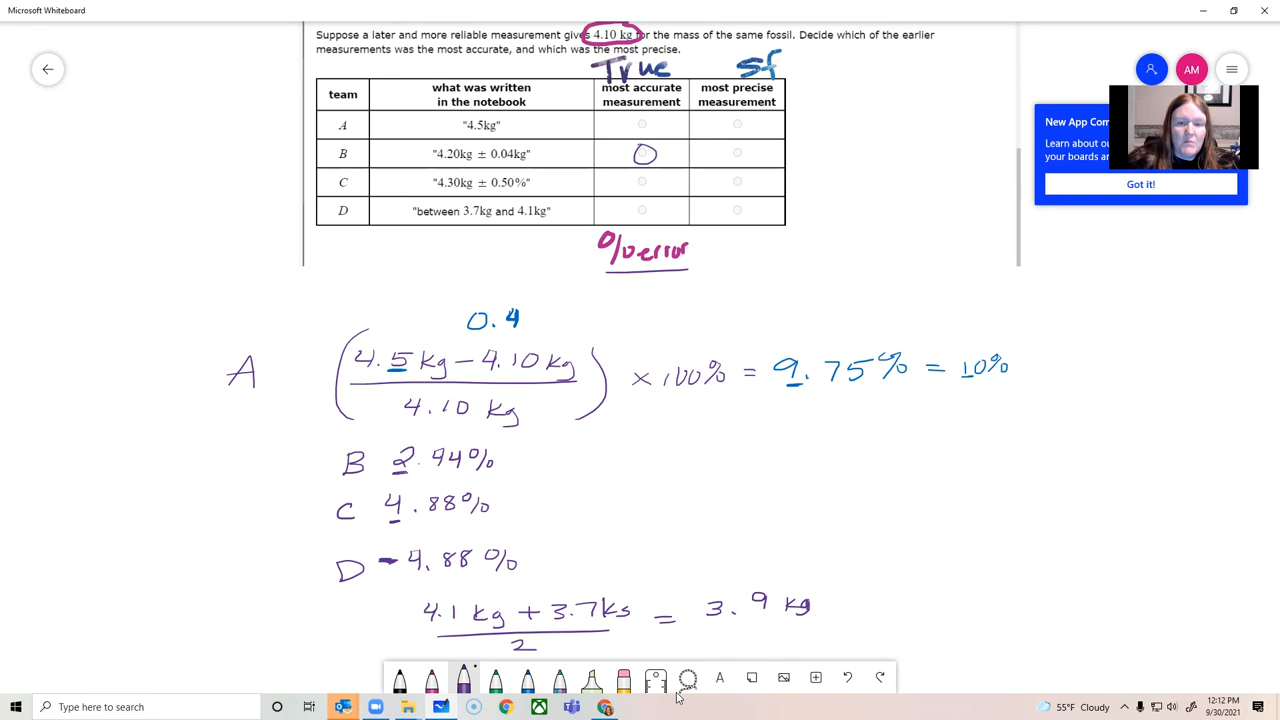 Microsoft Whiteboard
Suppose a later and more reliable measurement gives 4.10 kg for the mass of the same fossil. Decide which of the earlier
measurements was the most accurate, and which was the most precise.
True
sf
team
what was written
in the notebook
most accurate
measurement
most precise
measurement
A
"4.5kg"
B
"4.20kg ± 0.04kg"
C
"4.30kg ± 0.50%"
D
"between 3.7kg and 4.1kg"
% error
AM
New App Com
Learn about ou
your boards an
Got it!
0.4
A (4.5 kg - 4.10 kg / 4.10 kg) × 100% = 9.75% = 10%
B 2.44%
C 4.88%
D -4.88%
4.1 kg + 3.7 kg = 3.9 kg
2
A
Type here to search
55°F Cloudy
12:12 PM
9/30/2021